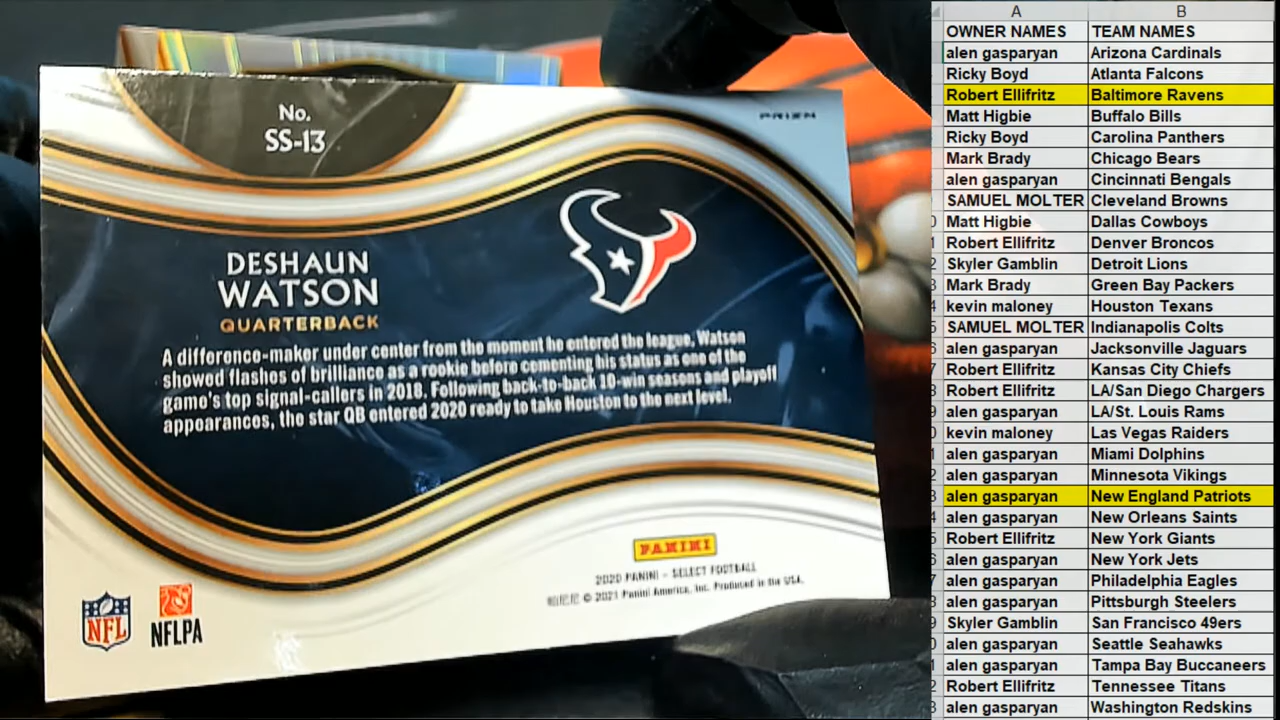 No.
SS-13
PRIZM
DESHAUN
WATSON
QUARTERBACK
A difference-maker under center from the moment he entered the league, Watson
showed flashes of brilliance as a rookie before cementing his status as one of the
game's top signal-callers in 2018. Following back-to-back 10-win seasons and playoff
appearances, the star QB entered 2020 ready to take Houston to the next level.
PANINI
2020 PANINI – SELECT FOOTBALL
© 2021 Panini America, Inc. Produced in the USA.
NFL
NFLPA
A B
OWNER NAMES TEAM NAMES
alen gasparyan Arizona Cardinals
Ricky Boyd Atlanta Falcons
Robert Ellifritz Baltimore Ravens
Matt Higbie Buffalo Bills
Ricky Boyd Carolina Panthers
Mark Brady Chicago Bears
alen gasparyan Cincinnati Bengals
SAMUEL MOLTER Cleveland Browns
Matt Higbie Dallas Cowboys
Robert Ellifritz Denver Broncos
Skyler Gamblin Detroit Lions
Mark Brady Green Bay Packers
kevin maloney Houston Texans
SAMUEL MOLTER Indianapolis Colts
alen gasparyan Jacksonville Jaguars
Robert Ellifritz Kansas City Chiefs
Robert Ellifritz LA/San Diego Chargers
alen gasparyan LA/St. Louis Rams
kevin maloney Las Vegas Raiders
alen gasparyan Miami Dolphins
alen gasparyan Minnesota Vikings
alen gasparyan New England Patriots
alen gasparyan New Orleans Saints
Robert Ellifritz New York Giants
alen gasparyan New York Jets
alen gasparyan Philadelphia Eagles
alen gasparyan Pittsburgh Steelers
Skyler Gamblin San Francisco 49ers
alen gasparyan Seattle Seahawks
alen gasparyan Tampa Bay Buccaneers
Robert Ellifritz Tennessee Titans
alen gasparyan Washington Redskins